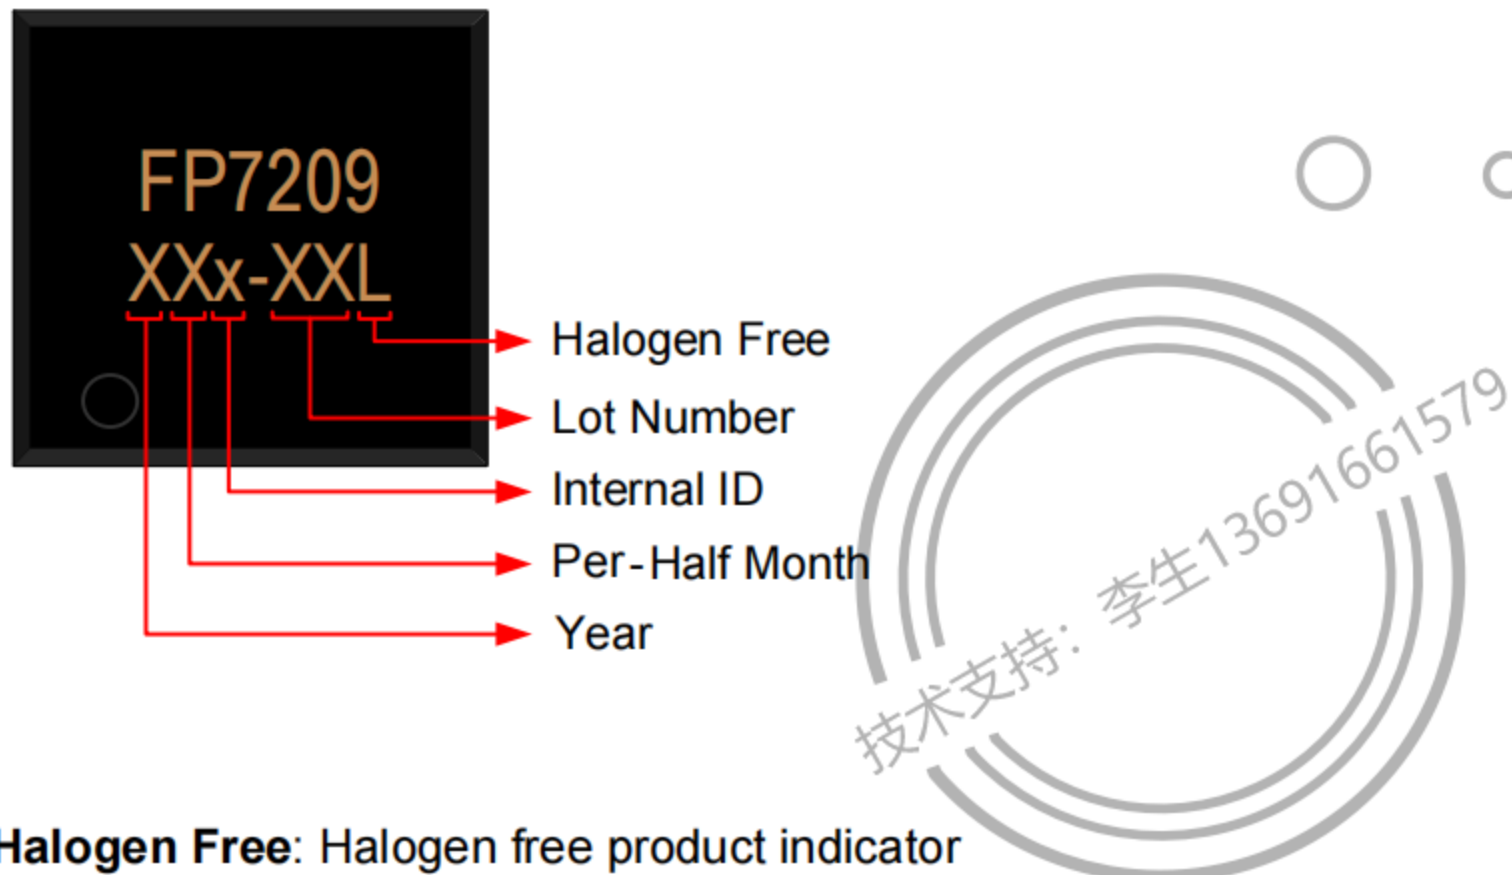 FP7209
XXx-XXL
Halogen Free
Lot Number
Internal ID
Per-Half Month
Year
技术支持：李生13691661579
Halogen Free: Halogen free product indicator